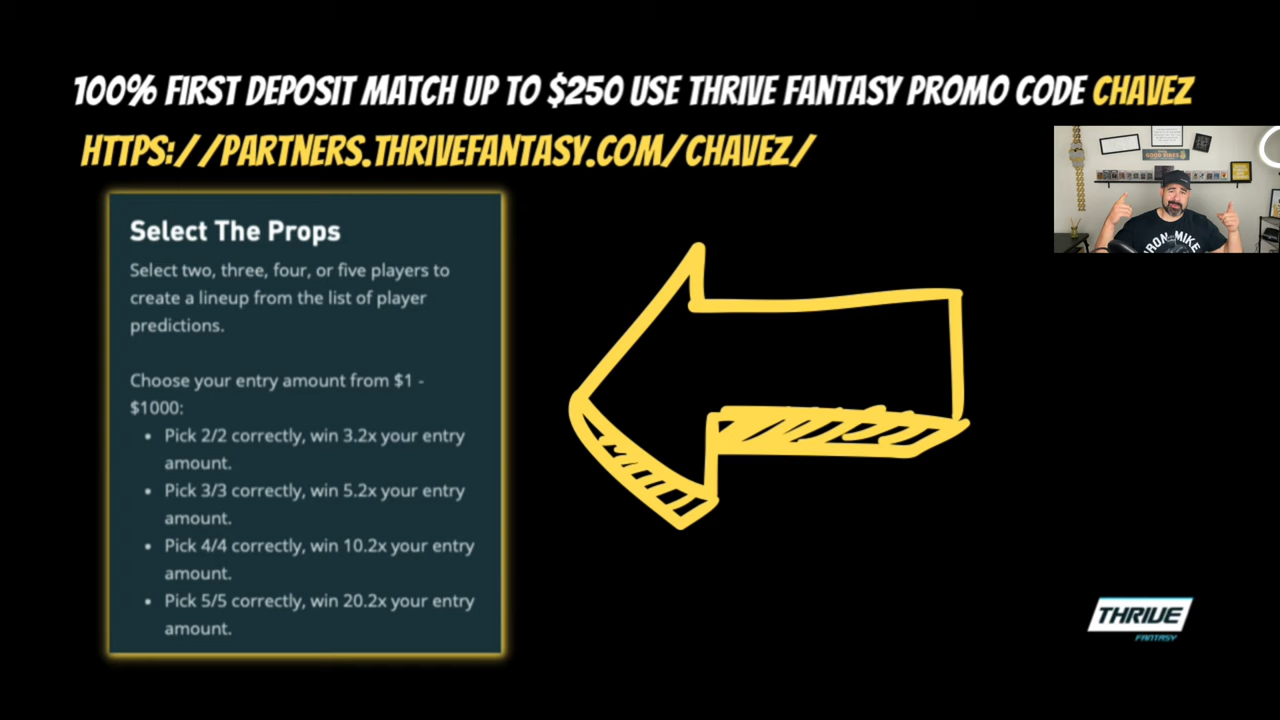 100% FIRST DEPOSIT MATCH UP TO $250 USE THRIVE FANTASY PROMO CODE CHAVEZ
HTTPS://PARTNERS.THRIVEFANTASY.COM/CHAVEZ/
Select The Props
Select two, three, four, or five players to
create a lineup from the list of player
predictions.
Choose your entry amount from $1 -
$1000:
• Pick 2/2 correctly, win 3.2x your entry
amount.
• Pick 3/3 correctly, win 5.2x your entry
amount.
• Pick 4/4 correctly, win 10.2x your entry
amount.
• Pick 5/5 correctly, win 20.2x your entry
amount.
GOOD VIBES
IRON MIKE
THRIVE
FANTASY